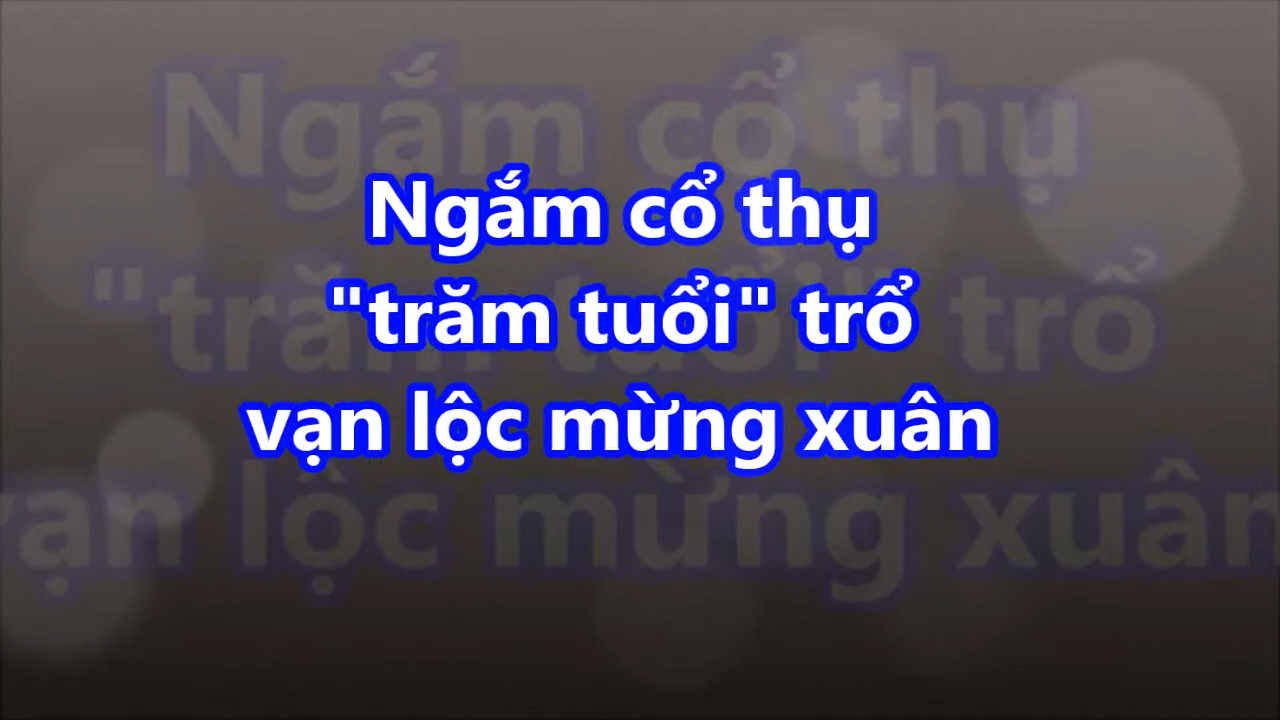 Ngắm cổ thụ
"trăm tuổi" trổ
vạn lộc mừng xuân